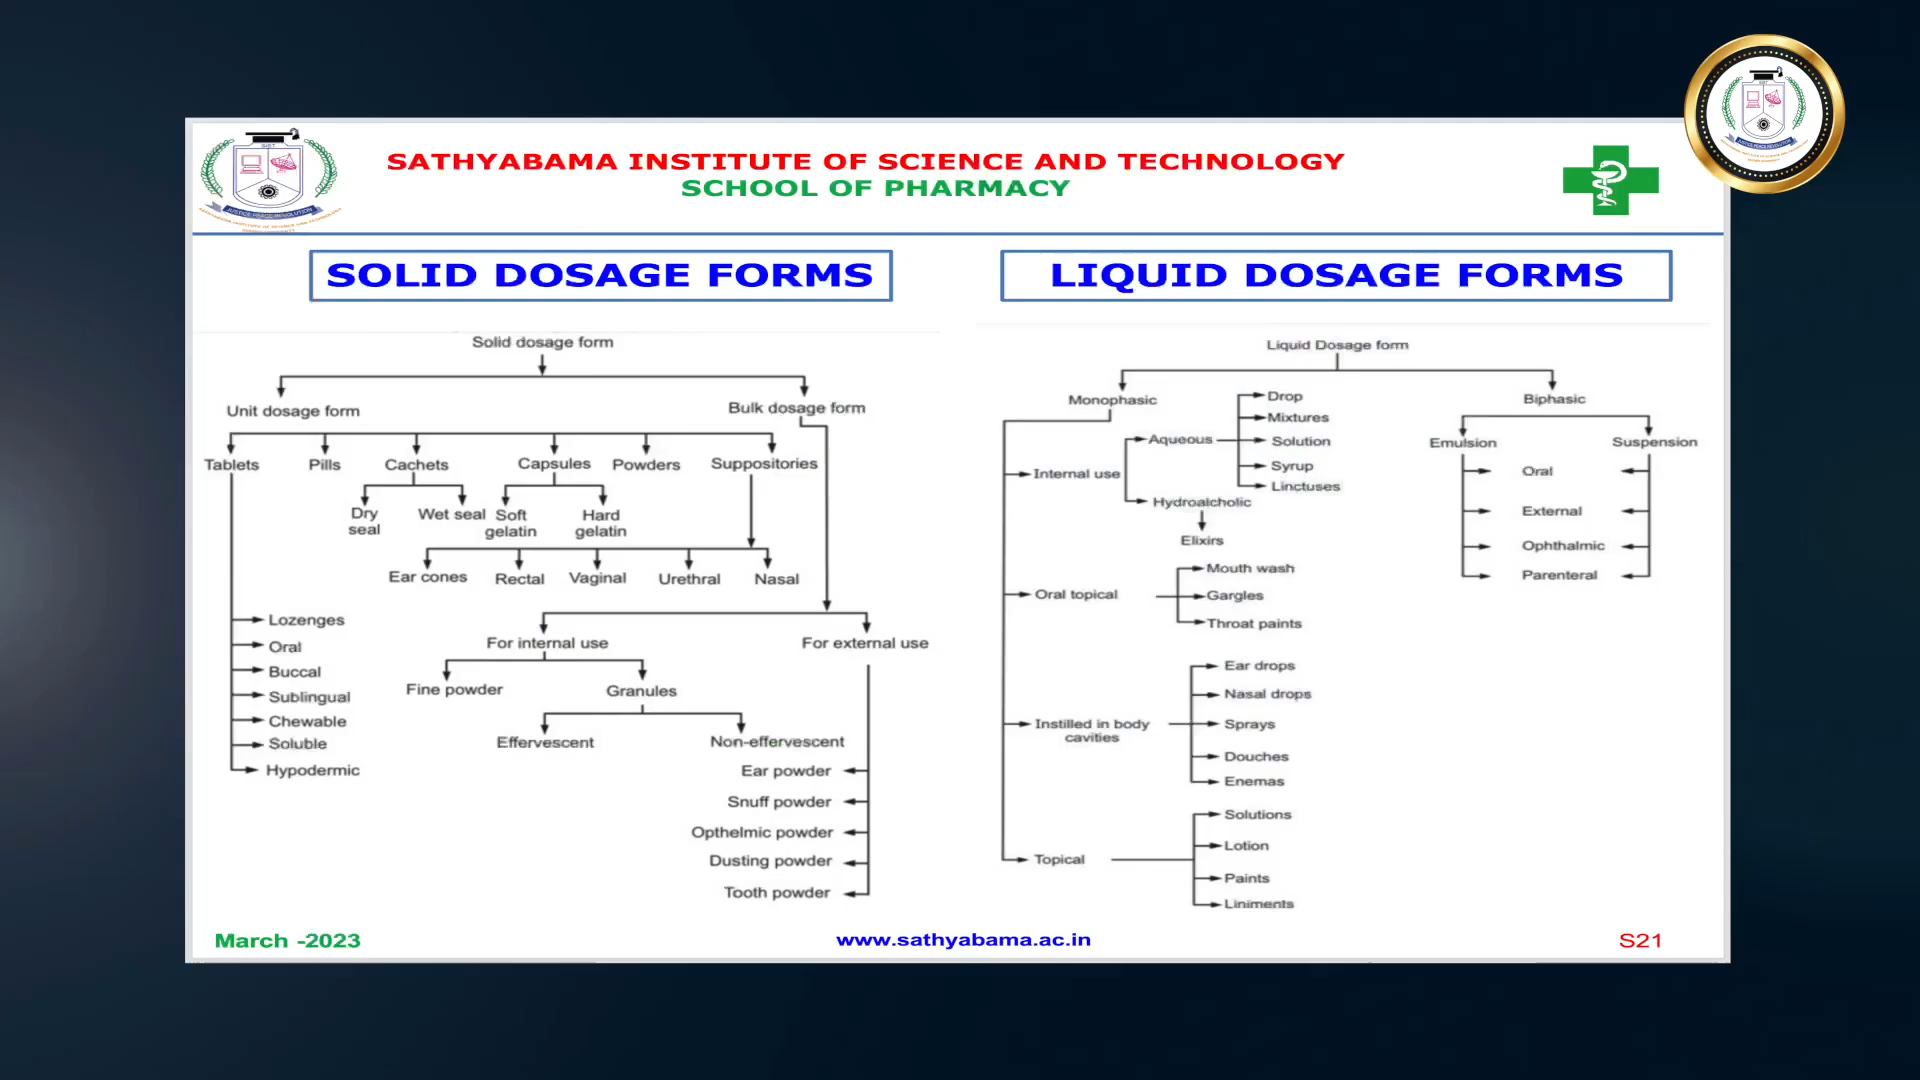 SATHYABAMA INSTITUTE OF SCIENCE AND TECHNOLOGY
SCHOOL OF PHARMACY
SIST
JUSTICE PEACE REVOLUTION
SOLID DOSAGE FORMS
Solid dosage form
Unit dosage form
Bulk dosage form
Tablets
Pills
Cachets
Capsules
Powders
Suppositories
Dry
seal
Wet seal
Soft
gelatin
Hard
gelatin
Ear cones
Rectal
Vaginal
Urethral
Nasal
Lozenges
Oral
Buccal
Sublingual
Chewable
Soluble
Hypodermic
For internal use
For external use
Fine powder
Granules
Effervescent
Non-effervescent
Ear powder
Snuff powder
Opthelmic powder
Dusting powder
Tooth powder
LIQUID DOSAGE FORMS
Liquid Dosage form
Monophasic
Biphasic
Internal use
Aqueous
Drop
Mixtures
Solution
Syrup
Linctuses
Hydroalcholic
Elixirs
Oral topical
Mouth wash
Gargles
Throat paints
Instilled in body
cavities
Ear drops
Nasal drops
Sprays
Douches
Enemas
Topical
Solutions
Lotion
Paints
Liniments
Emulsion
Suspension
Oral
External
Ophthalmic
Parenteral
March -2023
www.sathyabama.ac.in
S21